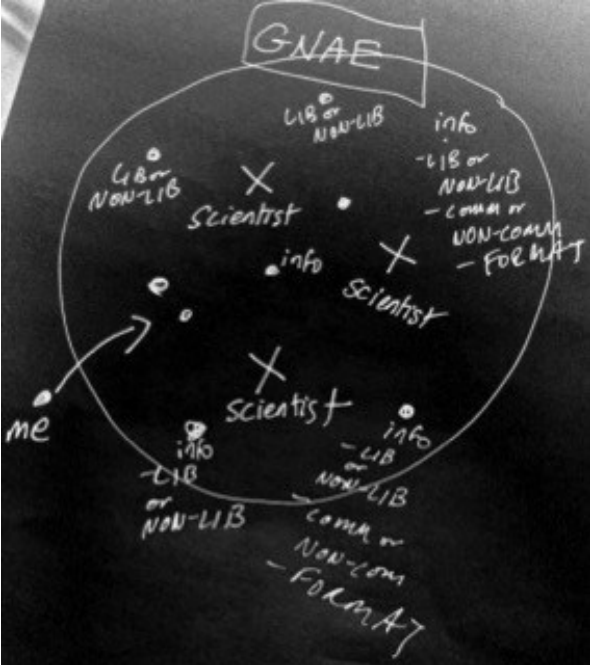 GNAE
LIB or
NON-LIB
info
-LIB or
NON-LIB
- COMM or
NON-COMM
- FORMAT
LIB or
NON-LIB
Scientist
info
Scientist
Scientist
me
info
-LIB
or
NON-LIB
info
-LIB
or
NON-LIB
- COMM or
NON-COM
- FORMAT